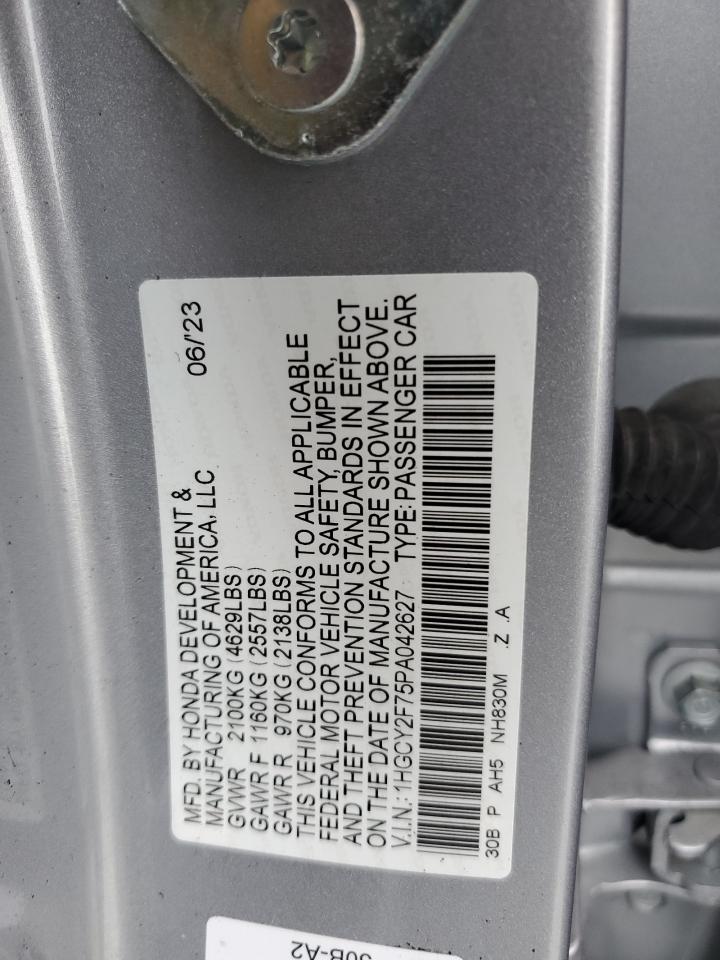 MFD. BY HONDA DEVELOPMENT &
MANUFACTURING OF AMERICA, LLC 06/'23
GVWR 2100KG (4629LBS)
GAWR F 1160KG (2557LBS)
GAWR R 970KG (2138LBS)
THIS VEHICLE CONFORMS TO ALL APPLICABLE
FEDERAL MOTOR VEHICLE SAFETY, BUMPER,
AND THEFT PREVENTION STANDARDS IN EFFECT
ON THE DATE OF MANUFACTURE SHOWN ABOVE.
V.I.N.: 1HGCY2F75PA042627 TYPE: PASSENGER CAR
30B P AH5 NH830M .Z .A